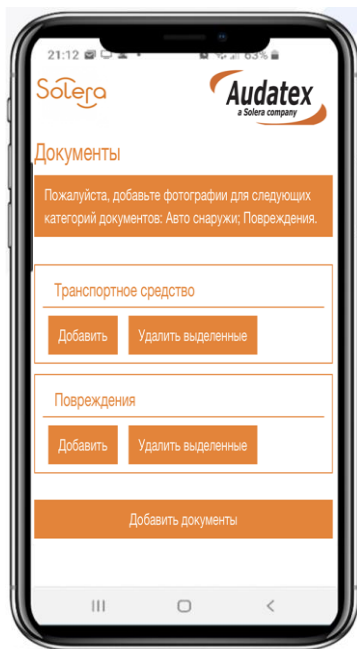 21:12
63%
Solera
Audatex
a Solera company
Документы
Пожалуйста, добавьте фотографии для следующих
категорий документов: Авто снаружи; Повреждения.
Транспортное средство
Добавить Удалить выделенные
Повреждения
Добавить Удалить выделенные
Добавить документы